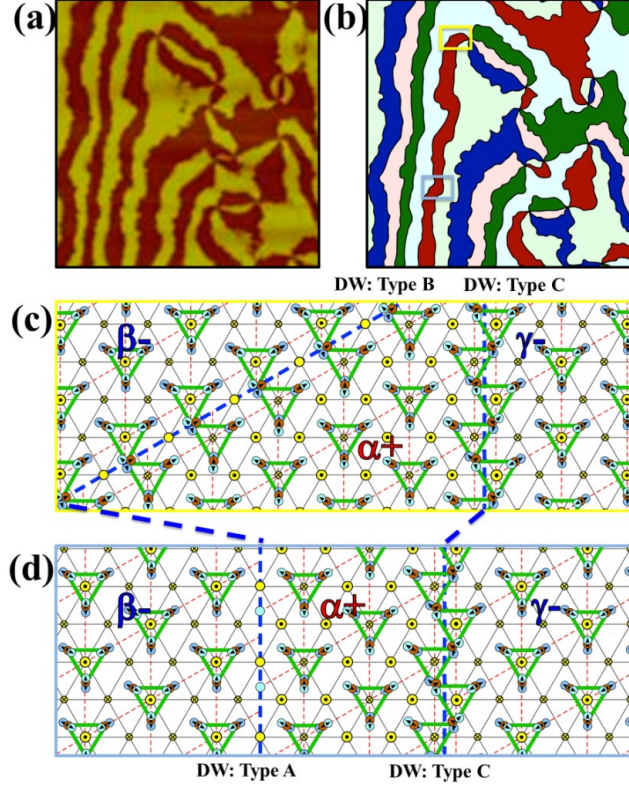 (a) (b)
DW: Type B DW: Type C
(c) β- α+ γ-
(d) β- α+ γ-
DW: Type A DW: Type C